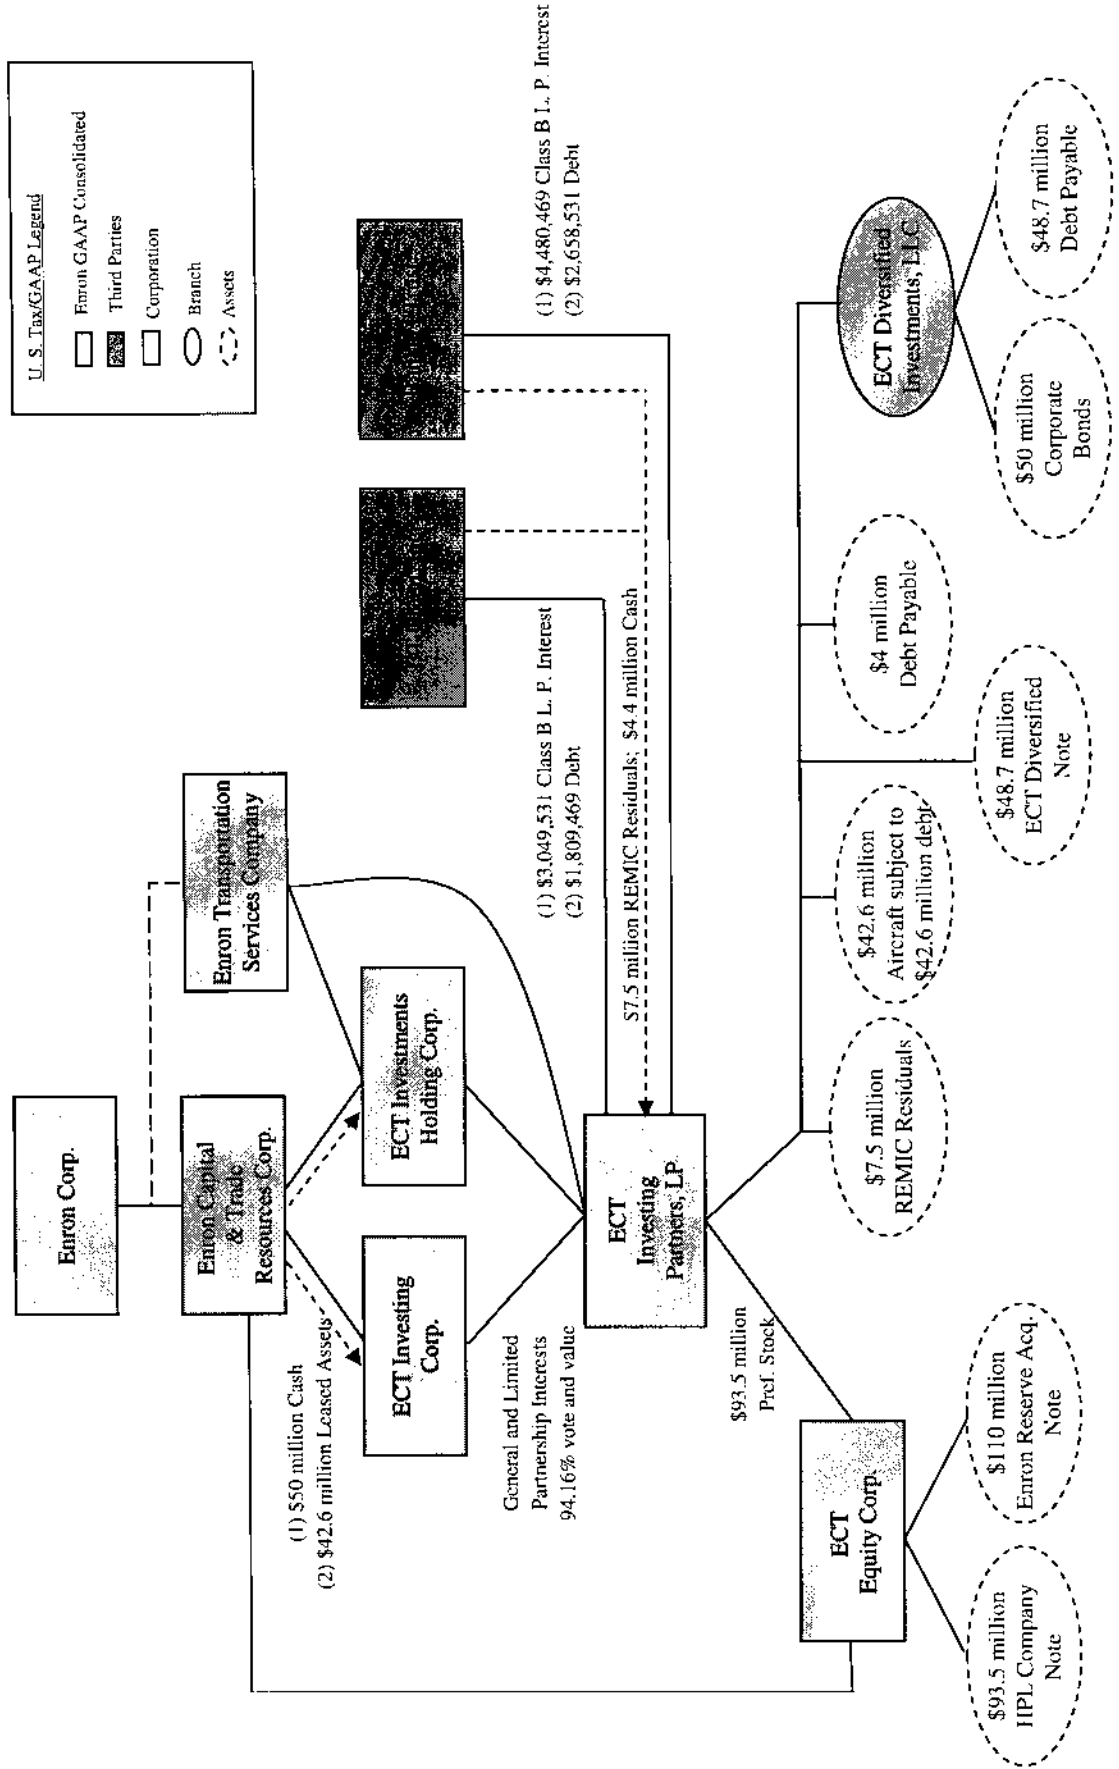 U. S. Tax/GAAP Legend
Enron GAAP Consolidated
Third Parties
Corporation
Branch
Assets
Enron Corp.
Enron Capital
& Trade
Resources Corp.
Enron Transportation
Services Company
(1) $50 million Cash
(2) $42.6 million Leased Assets
ECT Investing
Corp.
ECT Investments
Holding Corp.
(1) $3,049,531 Class B L. P. Interest
(2) $1,809,469 Debt
(1) $4,480,469 Class B L. P. Interest
(2) $2,658,531 Debt
General and Limited
Partnership Interests
94.16% vote and value
$7.5 million REMIC Residuals; $4.4 million Cash
ECT
Investing
Partners, LP
$93.5 million
Pref. Stock
ECT
Equity Corp.
$7.5 million
REMIC Residuals
$42.6 million
Aircraft subject to
$42.6 million debt
$4 million
Debt Payable
ECT Diversified
Investments, LLC
$93.5 million
HPL Company
Note
$110 million
Enron Reserve Acq.
Note
$48.7 million
ECT Diversified
Note
$50 million
Corporate
Bonds
$48.7 million
Debt Payable